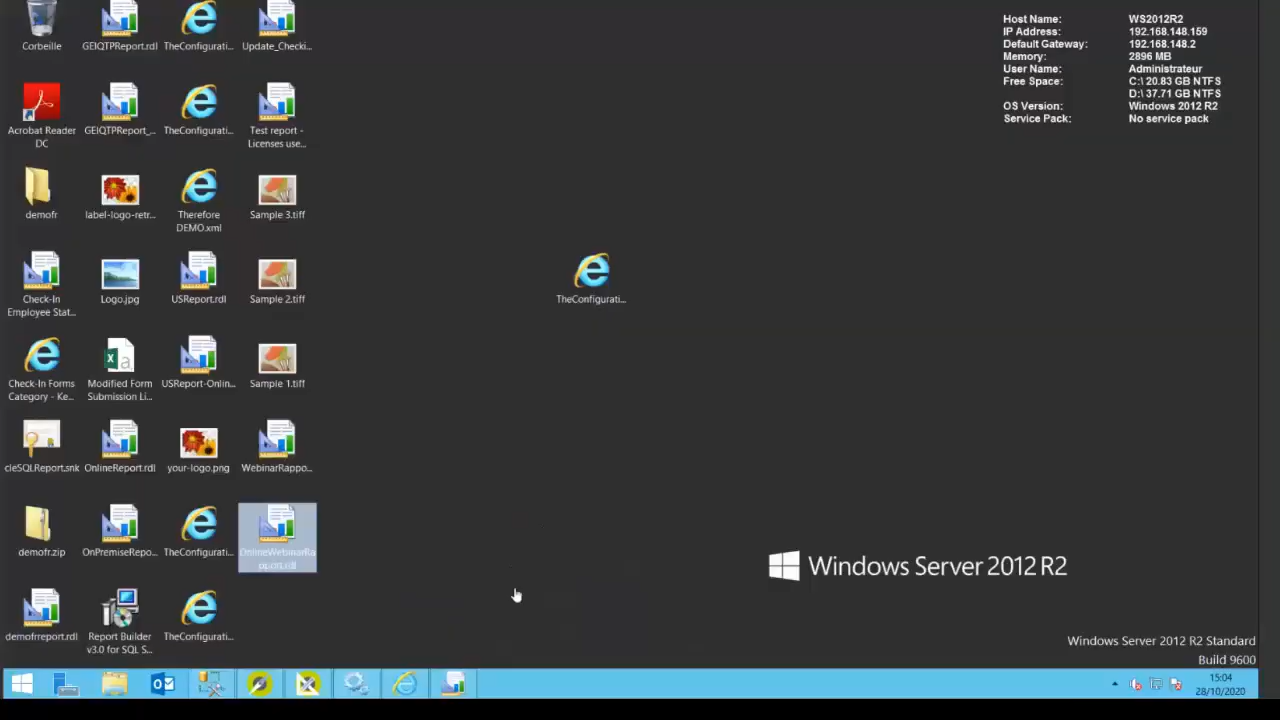 Corbeille
GEIQTPReport.rdl
TheConfigurati...
Update_Checki...
Acrobat Reader
DC
GEIQTPReport_...
TheConfigurati...
Test report -
Licenses use...
demofr
label-logo-retr...
Therefore
DEMO.xml
Sample 3.tiff
Check-In
Employee Stat...
Logo.jpg
USReport.rdl
Sample 2.tiff
TheConfigurati...
Check-In Forms
Category - Ke...
Modified Form
Submission Li...
USReport-Onlin...
Sample 1.tiff
cleSQLReport.snk
OnlineReport.rdl
your-logo.png
WebinarRappo...
demofr.zip
OnPremiseRepo...
TheConfigurati...
OnlineWebinarRa
pport.rdl
demofrreport.rdl
Report Builder
v3.0 for SQL S...
TheConfigurati...
Host Name: WS2012R2
IP Address: 192.168.148.159
Default Gateway: 192.168.148.2
Memory: 2896 MB
User Name: Administrateur
Free Space: C:\ 20.83 GB NTFS
D:\ 37.71 GB NTFS
OS Version: Windows 2012 R2
Service Pack: No service pack
Windows Server 2012 R2
Windows Server 2012 R2 Standard
Build 9600
15:04
28/10/2020